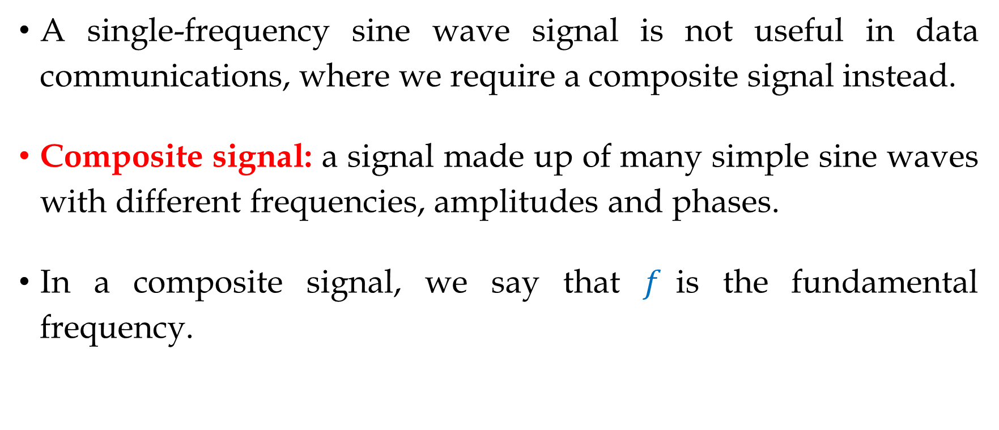 • A single-frequency sine wave signal is not useful in data
communications, where we require a composite signal instead.
• Composite signal: a signal made up of many simple sine waves
with different frequencies, amplitudes and phases.
• In a composite signal, we say that f is the fundamental
frequency.